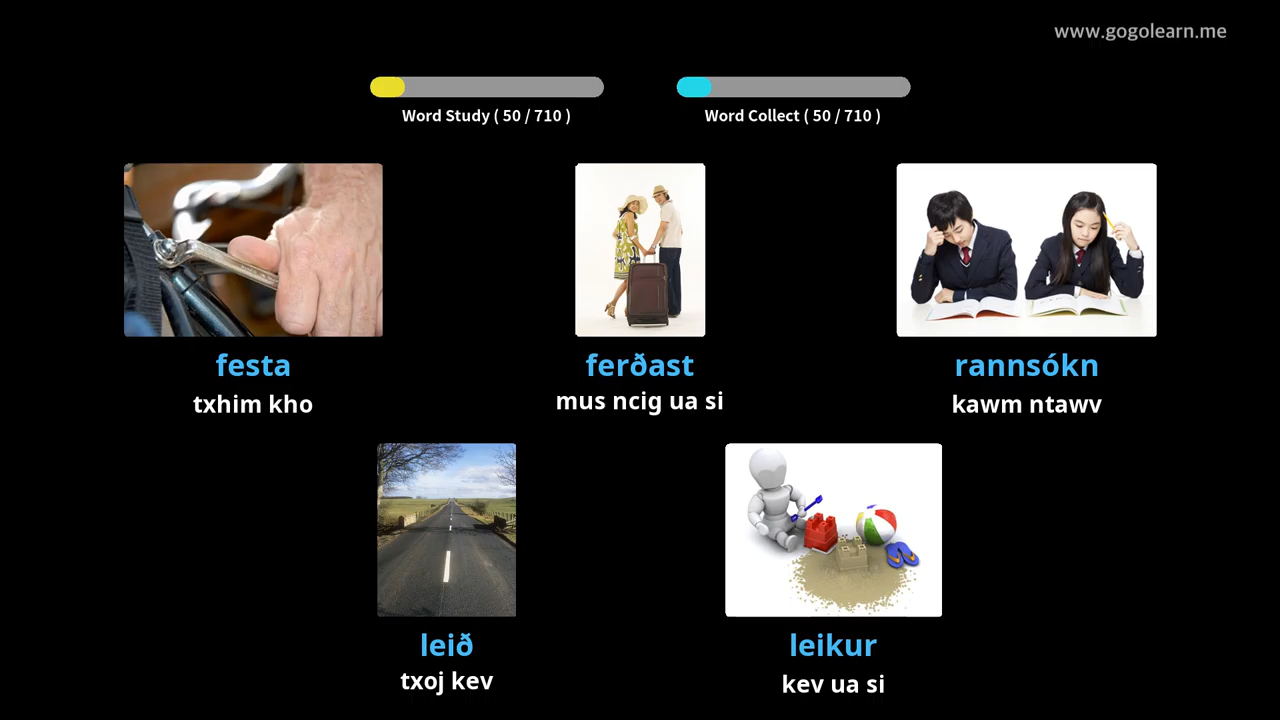 www.gogolearn.me
Word Study ( 50 / 710 )
Word Collect ( 50 / 710 )
festa
txhim kho
ferðast
mus ncig ua si
rannsókn
kawm ntawv
leið
txoj kev
leikur
kev ua si